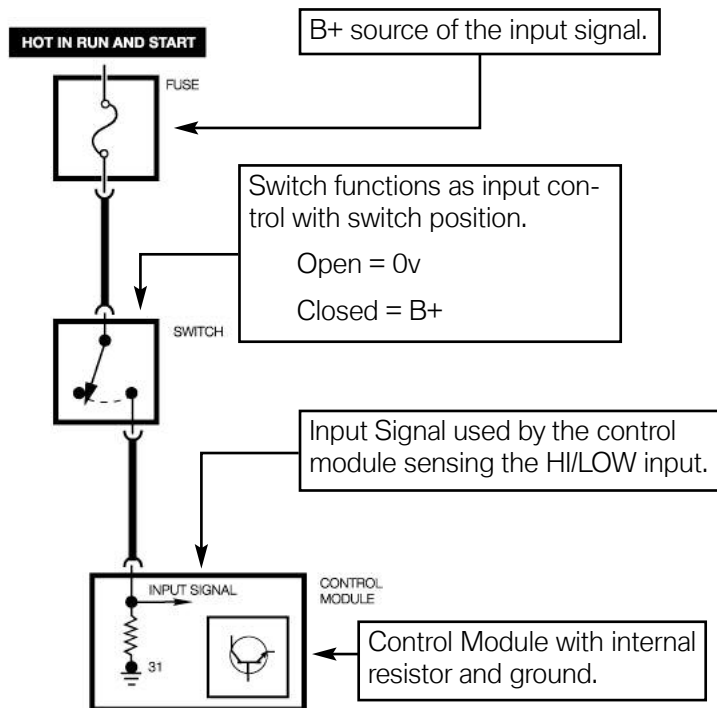 B+ source of the input signal.
HOT IN RUN AND START
FUSE
Switch functions as input con-
trol with switch position.
Open = 0v
Closed = B+
SWITCH
Input Signal used by the control
module sensing the HI/LOW input.
INPUT SIGNAL
CONTROL
MODULE
31
Control Module with internal
resistor and ground.